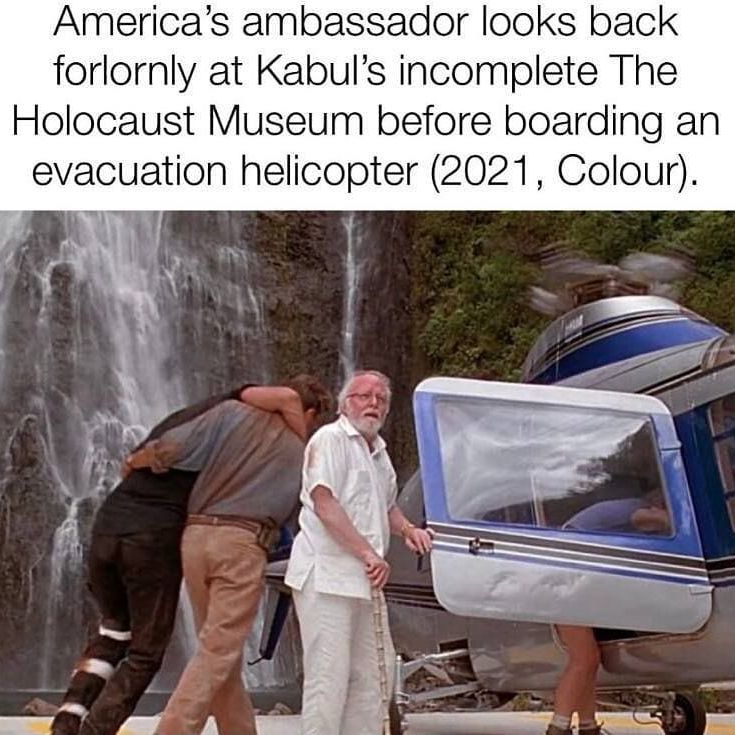 America’s ambassador looks back
forlornly at Kabul’s incomplete The
Holocaust Museum before boarding an
evacuation helicopter (2021, Colour).